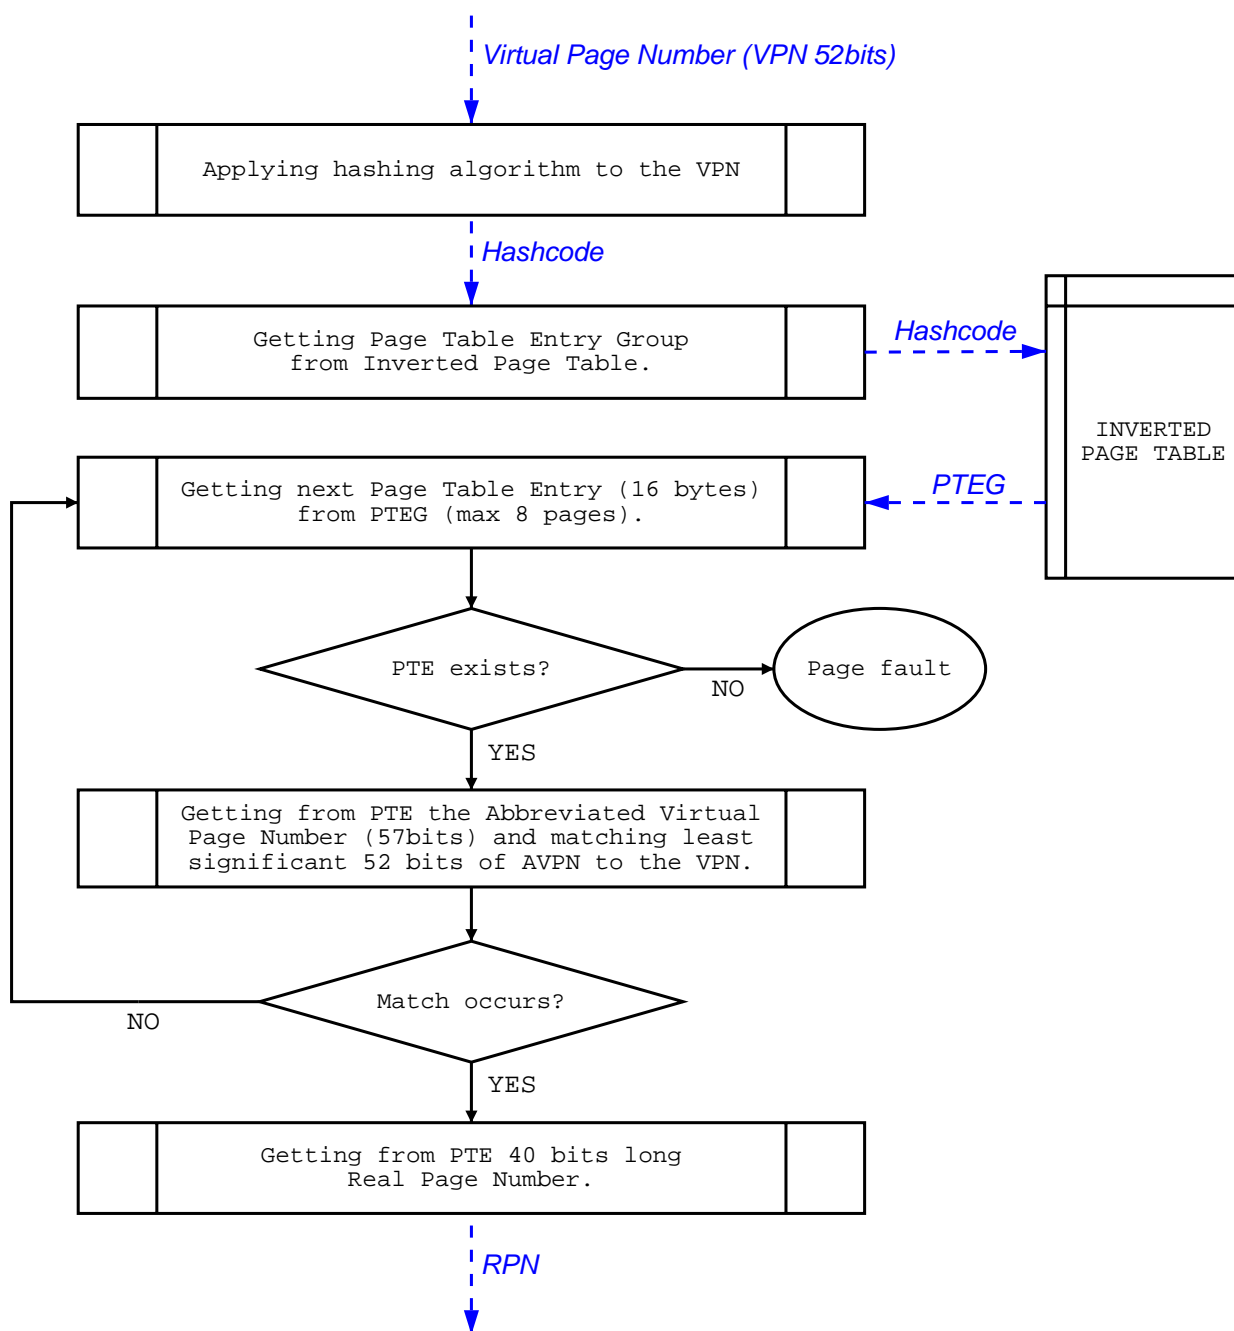 Virtual Page Number (VPN 52bits)
Applying hashing algorithm to the VPN
Hashcode
Getting Page Table Entry Group
from Inverted Page Table.
Hashcode
INVERTED
PAGE TABLE
Getting next Page Table Entry (16 bytes)
from PTEG (max 8 pages).
PTEG
PTE exists?
NO
Page fault
YES
Getting from PTE the Abbreviated Virtual
Page Number (57bits) and matching least
significant 52 bits of AVPN to the VPN.
Match occurs?
NO
YES
Getting from PTE 40 bits long
Real Page Number.
RPN